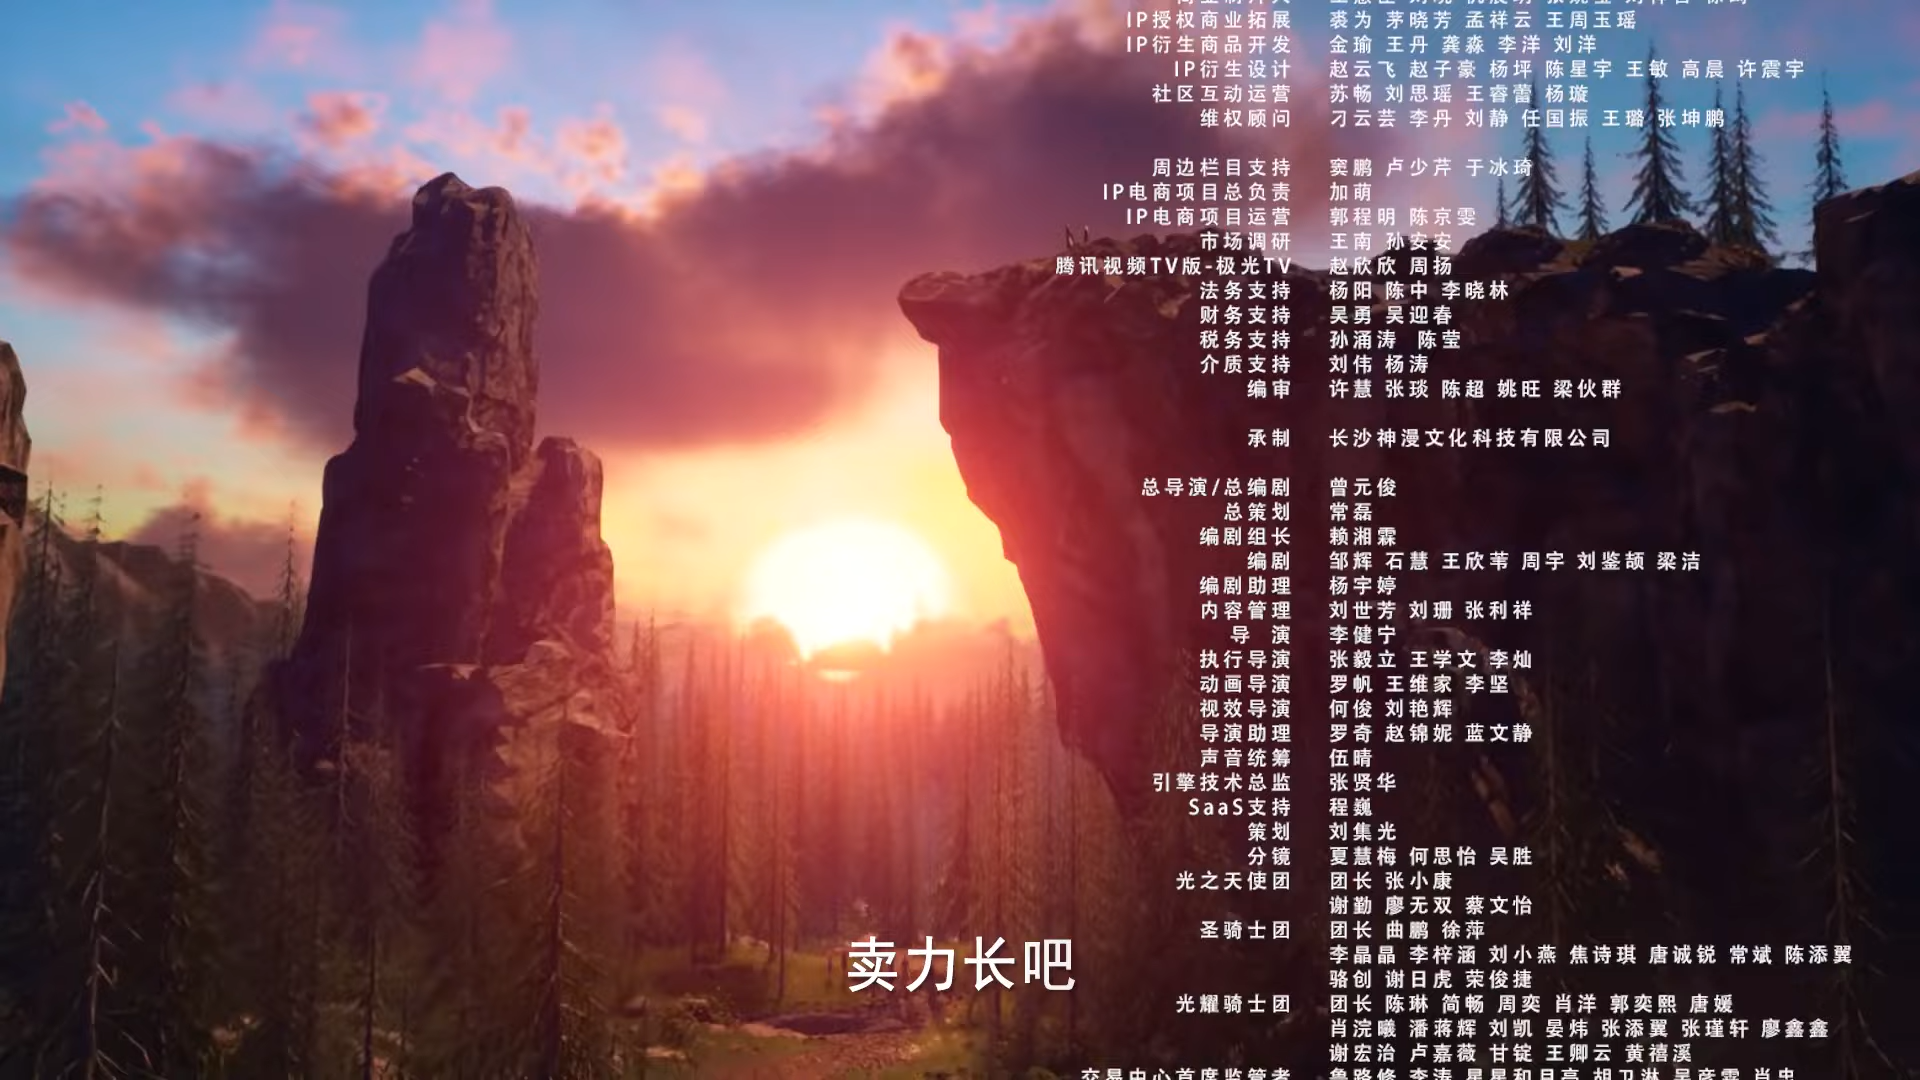 IP授权商业拓展 裘为 茅晓芳 孟祥云 王周玉瑶
IP衍生商品开发 金瑜 王丹 龚淼 李洋 刘洋
IP衍生设计 赵云飞 赵子豪 杨坪 陈星宇 王敏 高晨 许震宇
社区互动运营 苏畅 刘思瑶 王睿蕾 杨璇
维权顾问 刁云芸 李丹 刘静 任国振 王璐 张坤鹏
周边栏目支持 窦鹏 卢少芹 于冰琦
IP电商项目总负责 加萌
IP电商项目运营 郭程明 陈京雯
市场调研 王南 孙安安
腾讯视频TV版-极光TV 赵欣欣 周扬
法务支持 杨阳 陈中 李晓林
财务支持 吴勇 吴迎春
税务支持 孙涌涛 陈莹
介质支持 刘伟 杨涛
编审 许慧 张琰 陈超 姚旺 梁伙群
承制 长沙神漫文化科技有限公司
总导演/总编剧 曾元俊
总策划 常磊
编剧组长 赖湘霖
编剧 邹辉 石慧 王欣苇 周宇 刘鉴颉 梁洁
编剧助理 杨宇婷
内容管理 刘世芳 刘珊 张利祥
导 演 李健宁
执行导演 张毅立 王学文 李灿
动画导演 罗帆 王维家 李坚
视效导演 何俊 刘艳辉
导演助理 罗奇 赵锦妮 蓝文静
声音统筹 伍晴
引擎技术总监 张贤华
SaaS支持 程巍
策划 刘集光
分镜 夏慧梅 何思怡 吴胜
光之天使团 团长 张小康
谢勤 廖无双 蔡文怡
圣骑士团 团长 曲鹏 徐萍
李晶晶 李梓涵 刘小燕 焦诗琪 唐诚锐 常斌 陈添翼
骆创 谢日虎 荣俊捷
光耀骑士团 团长 陈琳 简畅 周奕 肖洋 郭奕熙 唐媛
肖浣曦 潘蒋辉 刘凯 晏炜 张添翼 张瑾轩 廖鑫鑫
谢宏治 卢嘉薇 甘锭 王卿云 黄禧溪
交易中心首席监管者 鲁路修 李涛
卖力长吧